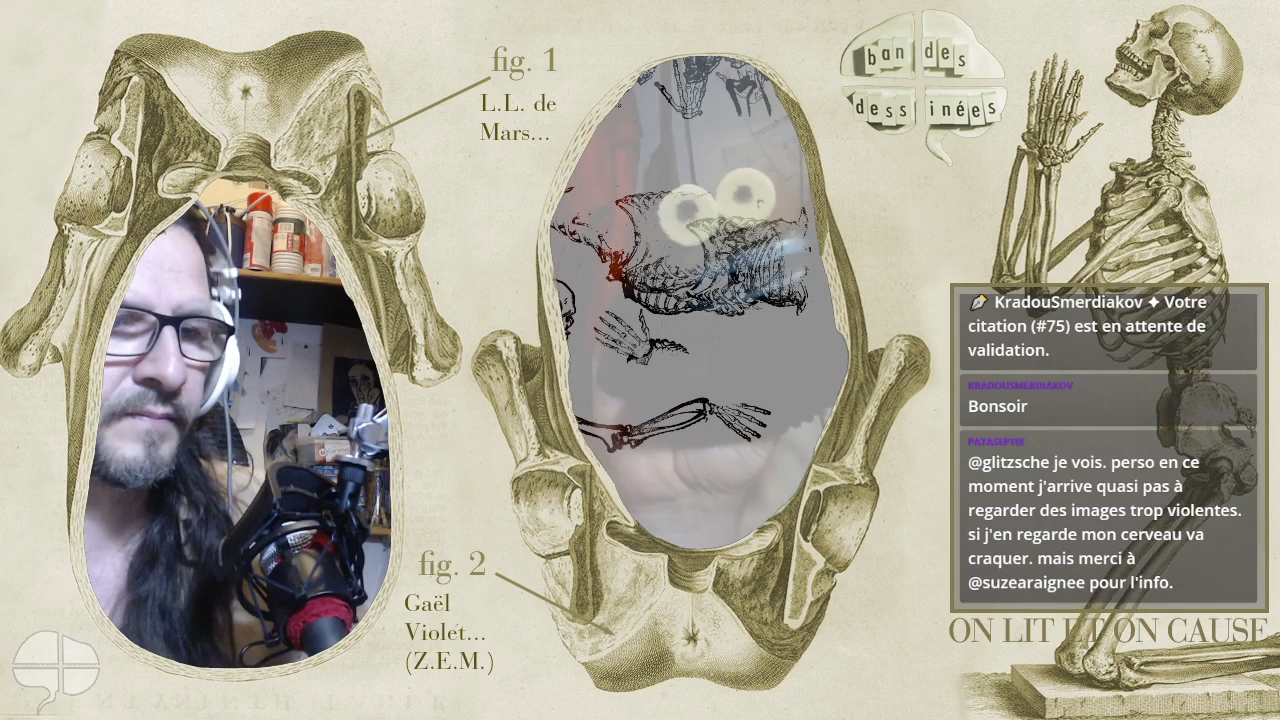 fig. 1
L.L. de
Mars...
ban des
dess inées
KradouSmerdiakov ✦ Votre
citation (#75) est en attente de
validation.
KRADOUSMERDIAKOV
Bonsoir
PATASEPTIK
@glitzsche je vois. perso en ce
moment j'arrive quasi pas à
regarder des images trop violentes.
si j'en regarde mon cerveau va
craquer. mais merci à
@suzearaignee pour l'info.
fig. 2
Gaël
Violet...
(Z.E.M.)
ON LIT ET ON CAUSE